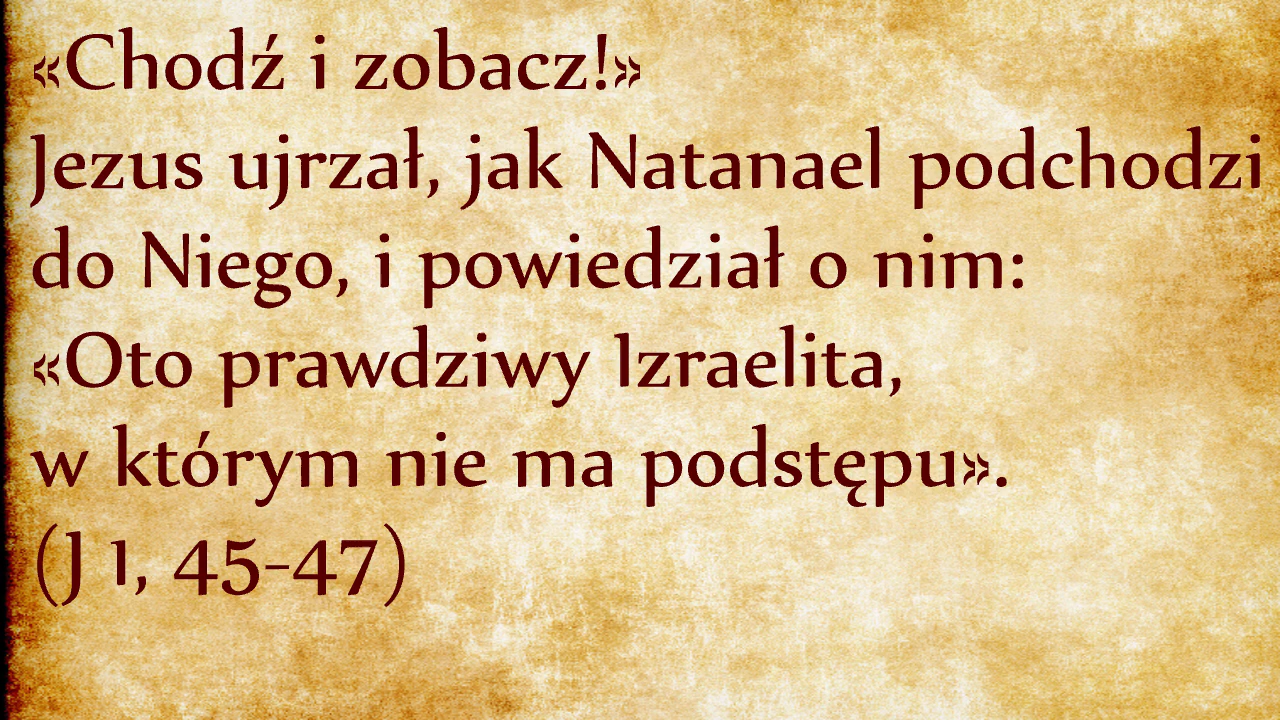 «Chodź i zobacz!»
Jezus ujrzał, jak Natanael podchodzi
do Niego, i powiedział o nim:
«Oto prawdziwy Izraelita,
w którym nie ma podstępu».
(J 1, 45-47)